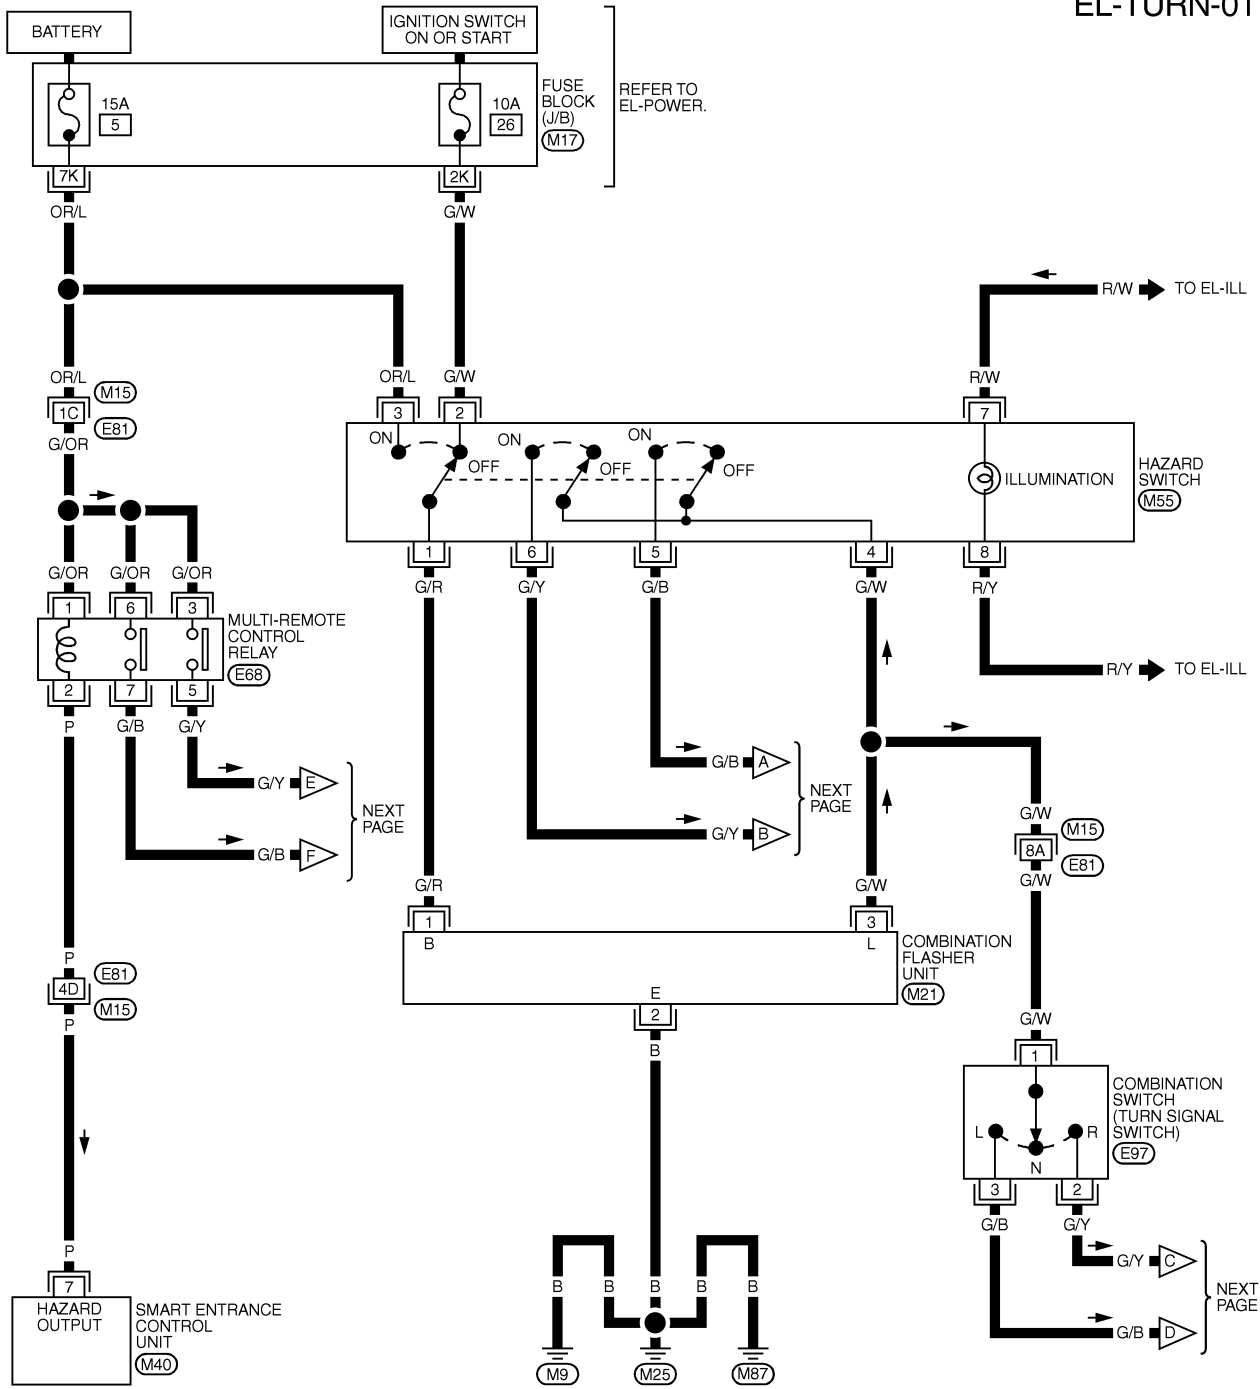 EL-TURN-01
BATTERY
IGNITION SWITCH
ON OR START
15A
5
10A
26
FUSE
BLOCK
(J/B)
M17
REFER TO
EL-POWER.
7K
2K
OR/L
G/W
R/W
TO EL-ILL
OR/L
M15
OR/L
G/W
R/W
1C
E81
3
2
7
G/OR
ON
OFF
ON
OFF
ON
OFF
ILLUMINATION
HAZARD
SWITCH
M55
1
6
5
4
8
G/OR
G/OR
G/OR
G/R
G/Y
G/B
G/W
R/Y
1
6
3
MULTI-REMOTE
CONTROL
RELAY
E68
2
7
5
R/Y
TO EL-ILL
P
G/B
G/Y
G/Y
E
G/B
F
NEXT
PAGE
G/B
A
G/Y
B
NEXT
PAGE
G/W
M15
8A
E81
G/W
G/R
G/W
1
3
B
L
COMBINATION
FLASHER
UNIT
M21
E
2
B
P
E81
4D
M15
P
G/W
1
COMBINATION
SWITCH
(TURN SIGNAL
SWITCH)
E97
L
R
N
3
2
G/B
G/Y
G/Y
C
G/B
D
NEXT
PAGE
P
7
HAZARD
OUTPUT
SMART ENTRANCE
CONTROL
UNIT
M40
B
B
B
B
B
M9
M25
M87